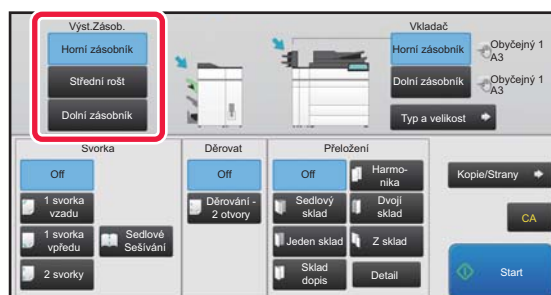 Výst.Zásob.
Horní zásobník
Střední rošt
Dolní zásobník
Vkladač
Horní zásobník
Obyčejný 1
A3
Dolní zásobník
Obyčejný 1
A3
Typ a velikost
Svorka
Off
1 svorka
vzadu
1 svorka
vpředu
Sedlové
Sešívání
2 svorky
Děrovat
Off
Děrování -
2 otvory
Přeložení
Off
Harmo-
nika
Sedlový
sklad
Dvojí
sklad
Jeden sklad
Z sklad
Sklad
dopis
Detail
Kopie/Strany
CA
Start